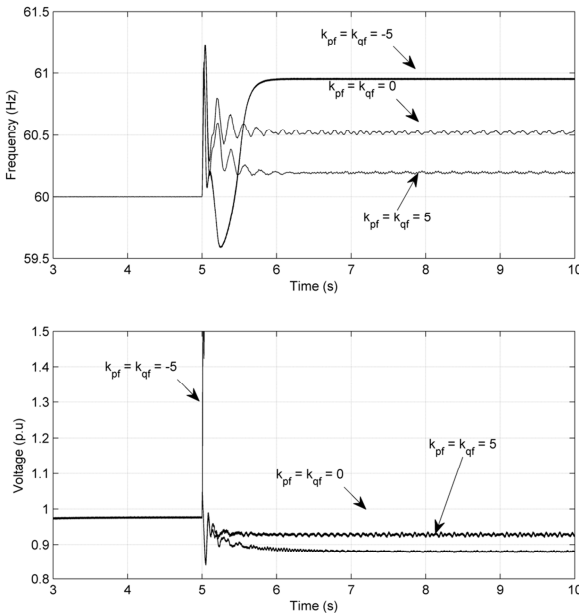 61.5
61
60.5
60
59.5
Frequency (Hz)
k_pf = k_qf = -5
k_pf = k_qf = 0
k_pf = k_qf 5
3 4 5 6 7 8 9 10
Time (s)
1.5
1.4
1.3
1.2
1.1
1
0.9
0.8
Voltage (p.u)
k_pf = k_qf = -5
k_pf = k_qf 5
k_pf = k_qf = 0
3 4 5 6 7 8 9 10
Time (s)